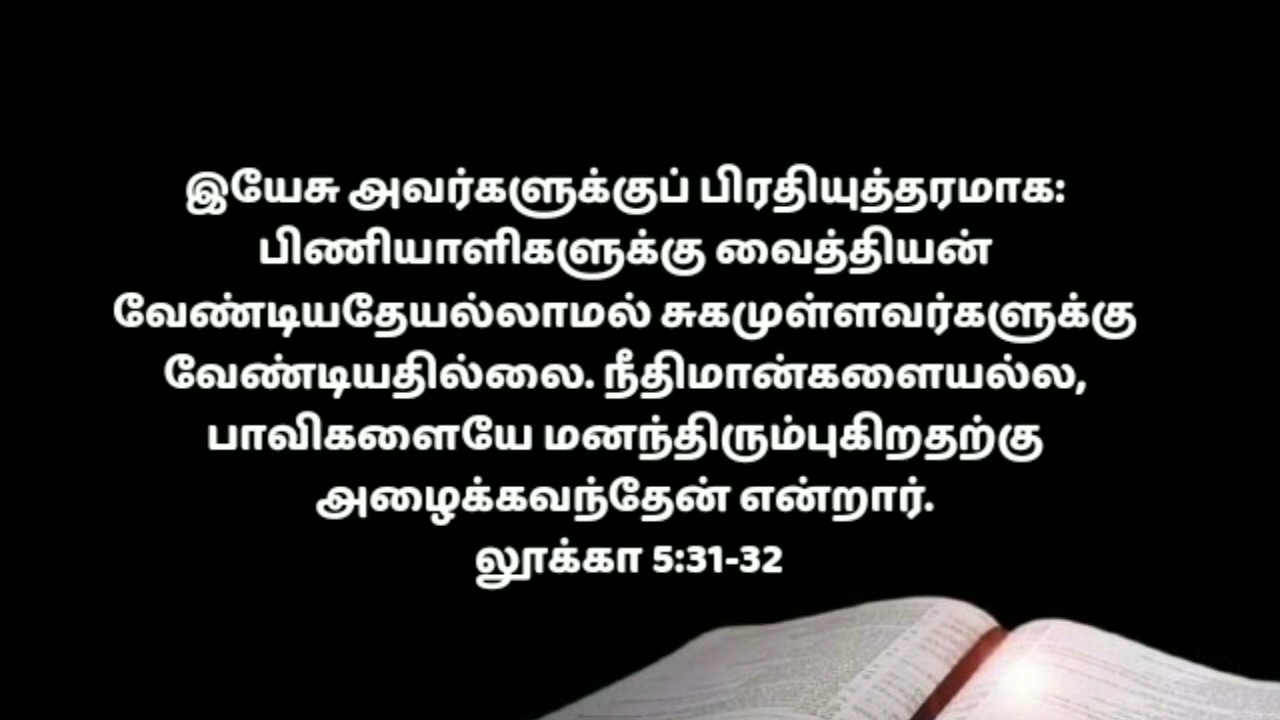 இயேசு அவர்களுக்குப் பிரதியுத்தரமாக:
பிணியாளிகளுக்கு வைத்தியன்
வேண்டியதேயல்லாமல் சுகமுள்ளவர்களுக்கு
வேண்டியதில்லை. நீதிமான்களையல்ல,
பாவிகளையே மனந்திரும்புகிறதற்கு
அழைக்கவந்தேன் என்றார்.
லூக்கா 5:31-32